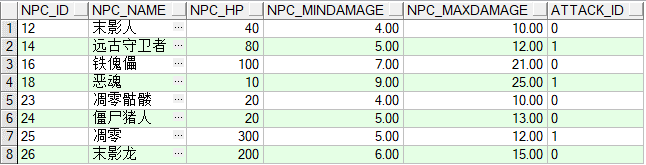 NPC_ID NPC_NAME NPC_HP NPC_MINDAMAGE NPC_MAXDAMAGE ATTACK_ID
1 12 末影人 ... 40 4.00 10.00 0
2 14 远古守卫者 ... 80 5.00 12.00 1
3 16 铁傀儡 ... 100 7.00 21.00 0
4 18 恶魂 ... 10 9.00 25.00 1
5 23 凋零骷髅 ... 20 4.00 10.00 0
6 24 僵尸猪人 ... 20 5.00 13.00 0
7 25 凋零 ... 300 5.00 12.00 1
8 26 末影龙 ... 200 6.00 15.00 0